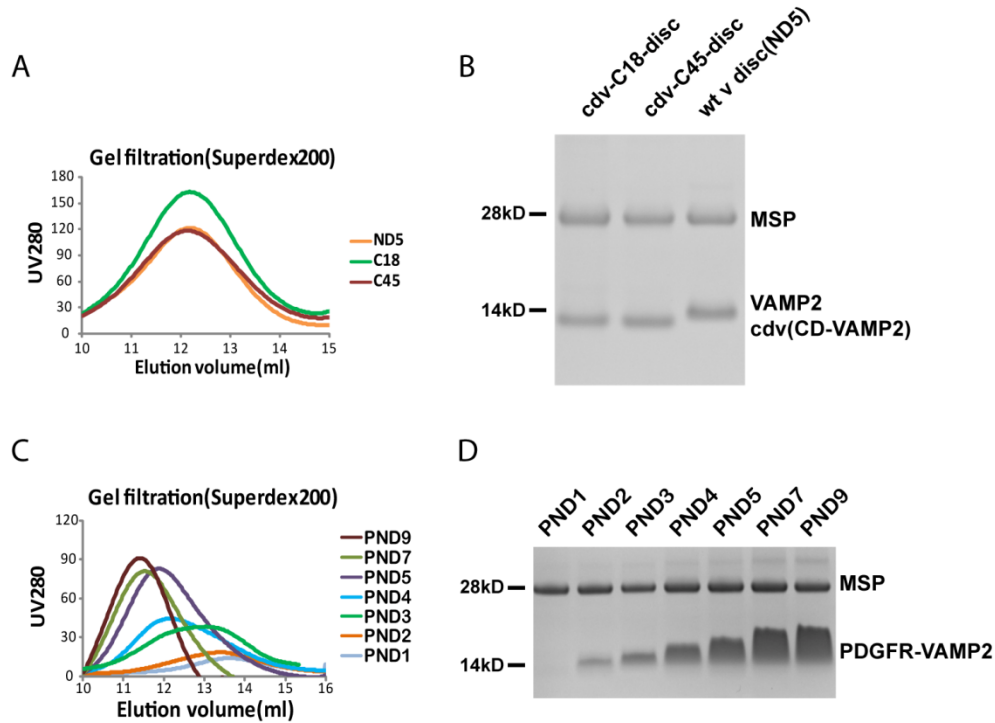 A
Gel filtration(Superdex200)
UV280
180
150
120
90
60
30
0
10 11 12 13 14 15
Elution volume(ml)
ND5
C18
C45
B
cdv-C18-disc
cdv-C45-disc
wt v disc(ND5)
28kD
MSP
14kD
VAMP2
cdv(CD-VAMP2)
C
Gel filtration(Superdex200)
UV280
120
90
60
30
0
10 11 12 13 14 15 16
Elution volume(ml)
PND9
PND7
PND5
PND4
PND3
PND2
PND1
D
PND1 PND2 PND3 PND4 PND5 PND7 PND9
28kD
MSP
14kD
PDGFR-VAMP2